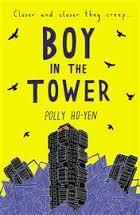 Closer and closer they creep...
BOY
IN THE
TOWER
POLLY HO-YEN